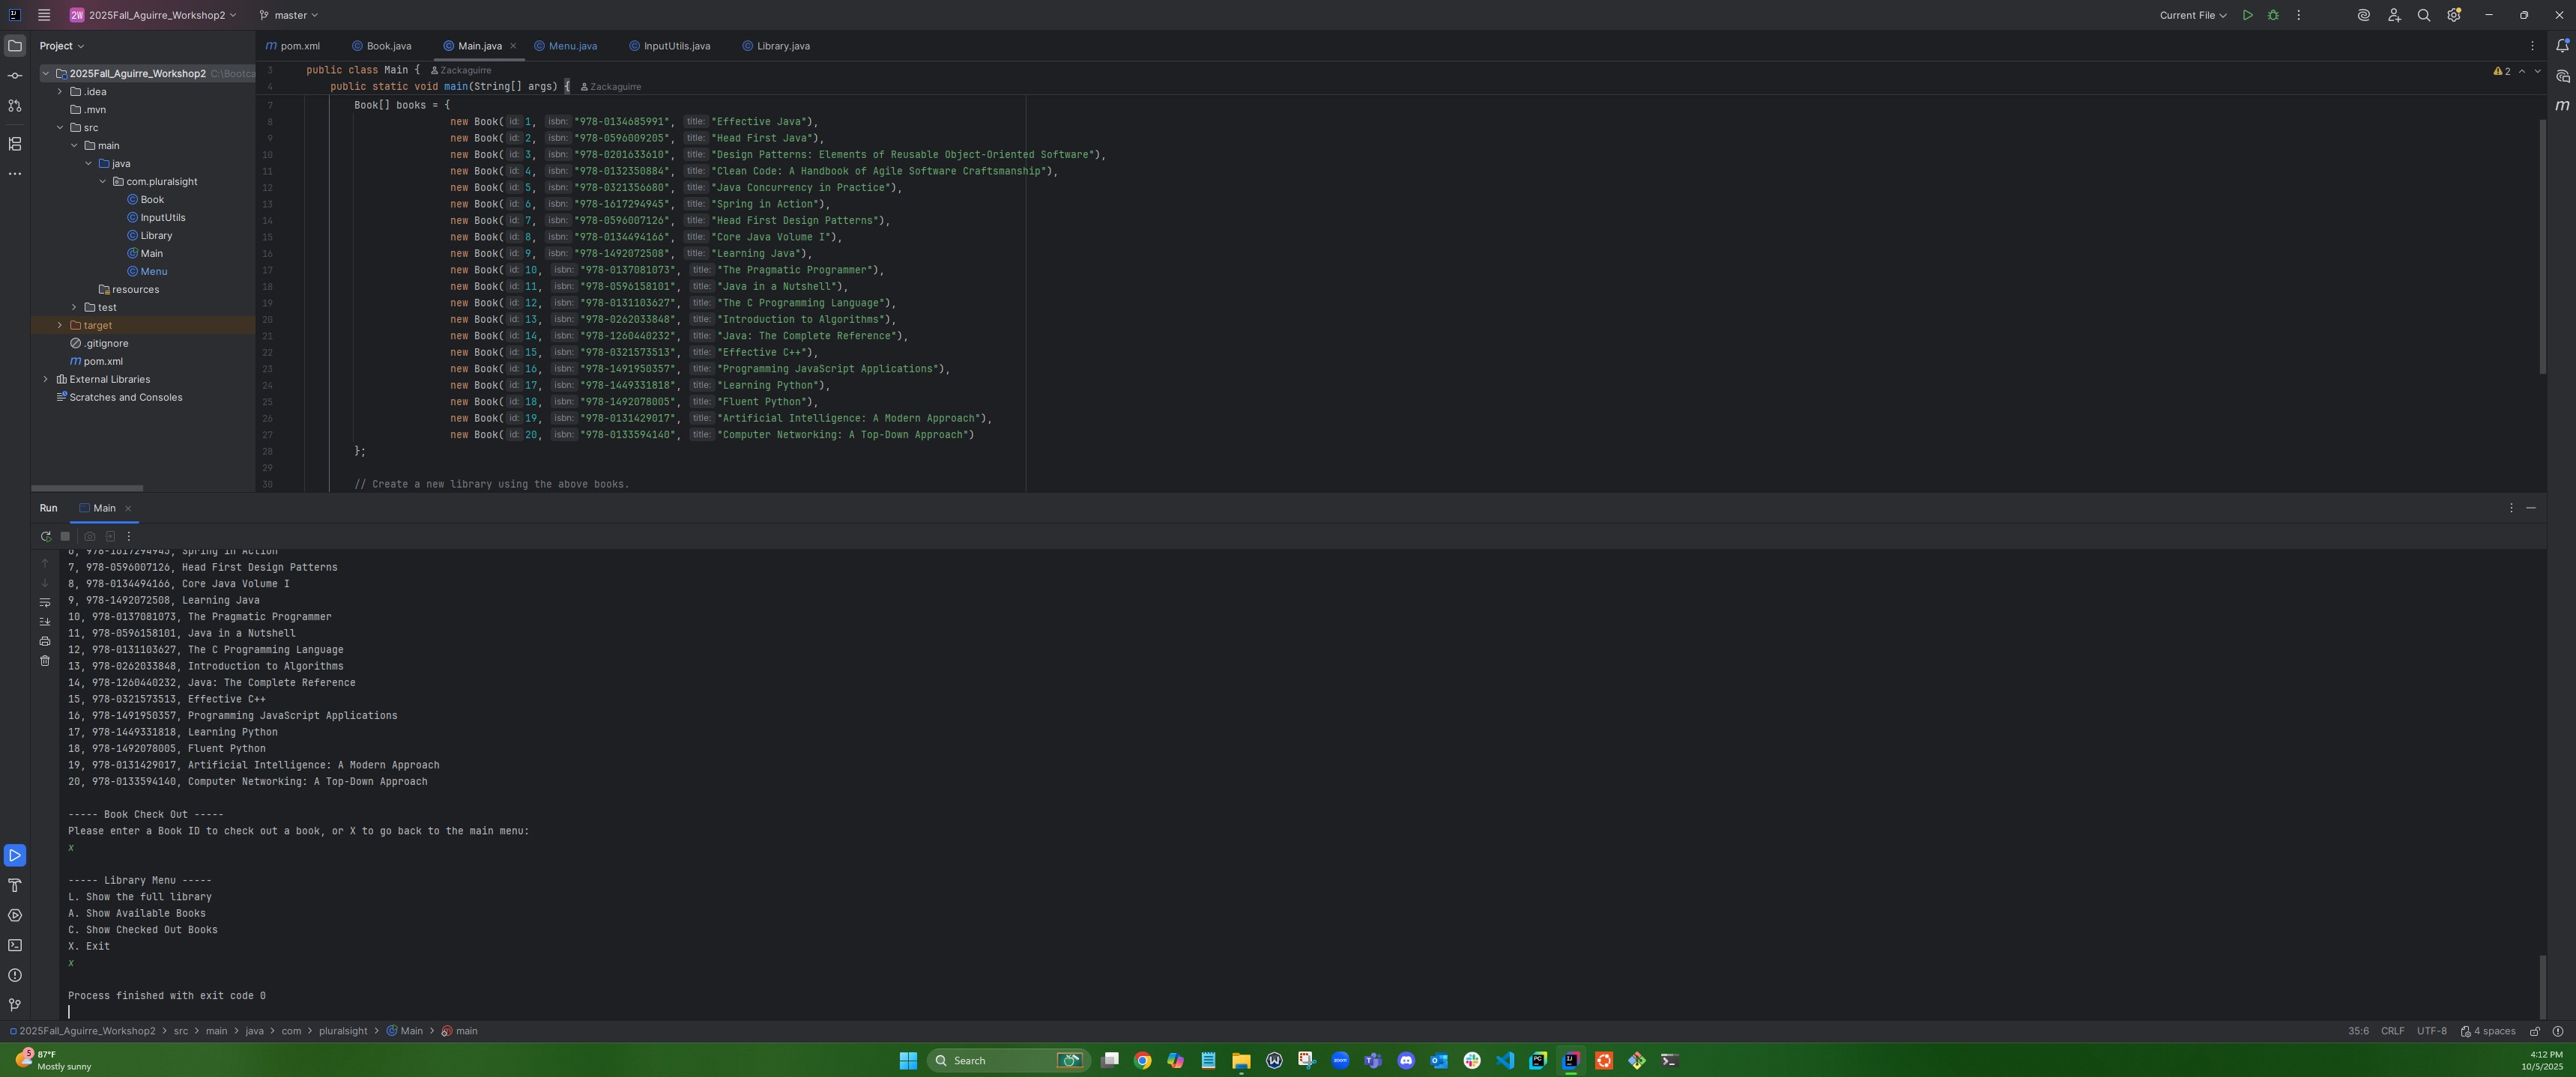 2W 2025Fall_Aguirre_Workshop2 master Current File
Project pom.xml Book.java Main.java Menu.java InputUtils.java Library.java
2025Fall_Aguirre_Workshop2 C:\Bootca
.idea
.mvn
src
main
java
com.pluralsight
Book
InputUtils
Library
Main
Menu
resources
test
target
.gitignore
pom.xml
External Libraries
Scratches and Consoles
3 public class Main { Zackaguirre
4 public static void main(String[] args) { Zackaguirre
2
7 Book[] books = {
8 new Book( id: 1, isbn: "978-0134685991", title: "Effective Java"),
9 new Book( id: 2, isbn: "978-0596009205", title: "Head First Java"),
10 new Book( id: 3, isbn: "978-0201633610", title: "Design Patterns: Elements of Reusable Object-Oriented Software"),
11 new Book( id: 4, isbn: "978-0132350884", title: "Clean Code: A Handbook of Agile Software Craftsmanship"),
12 new Book( id: 5, isbn: "978-0321356680", title: "Java Concurrency in Practice"),
13 new Book( id: 6, isbn: "978-1617294945", title: "Spring in Action"),
14 new Book( id: 7, isbn: "978-0596007126", title: "Head First Design Patterns"),
15 new Book( id: 8, isbn: "978-0134494166", title: "Core Java Volume I"),
16 new Book( id: 9, isbn: "978-1492072508", title: "Learning Java"),
17 new Book( id: 10, isbn: "978-0137081073", title: "The Pragmatic Programmer"),
18 new Book( id: 11, isbn: "978-0596158101", title: "Java in a Nutshell"),
19 new Book( id: 12, isbn: "978-0131103627", title: "The C Programming Language"),
20 new Book( id: 13, isbn: "978-0262033848", title: "Introduction to Algorithms"),
21 new Book( id: 14, isbn: "978-1260440232", title: "Java: The Complete Reference"),
22 new Book( id: 15, isbn: "978-0321573513", title: "Effective C++"),
23 new Book( id: 16, isbn: "978-1491950357", title: "Programming JavaScript Applications"),
24 new Book( id: 17, isbn: "978-1449331818", title: "Learning Python"),
25 new Book( id: 18, isbn: "978-1492078005", title: "Fluent Python"),
26 new Book( id: 19, isbn: "978-0131429017", title: "Artificial Intelligence: A Modern Approach"),
27 new Book( id: 20, isbn: "978-0133594140", title: "Computer Networking: A Top-Down Approach")
28 };
29
30 // Create a new library using the above books.
Run Main
6, 978-1617294945, Spring in Action
7, 978-0596007126, Head First Design Patterns
8, 978-0134494166, Core Java Volume I
9, 978-1492072508, Learning Java
10, 978-0137081073, The Pragmatic Programmer
11, 978-0596158101, Java in a Nutshell
12, 978-0131103627, The C Programming Language
13, 978-0262033848, Introduction to Algorithms
14, 978-1260440232, Java: The Complete Reference
15, 978-0321573513, Effective C++
16, 978-1491950357, Programming JavaScript Applications
17, 978-1449331818, Learning Python
18, 978-1492078005, Fluent Python
19, 978-0131429017, Artificial Intelligence: A Modern Approach
20, 978-0133594140, Computer Networking: A Top-Down Approach
----- Book Check Out -----
Please enter a Book ID to check out a book, or X to go back to the main menu:
x
----- Library Menu -----
L. Show the full library
A. Show Available Books
C. Show Checked Out Books
X. Exit
x
Process finished with exit code 0
2025Fall_Aguirre_Workshop2 > src > main > java > com > pluralsight > Main > main 35:6 CRLF UTF-8 4 spaces
5 87°F
Mostly sunny
Search
4:12 PM
10/5/2025